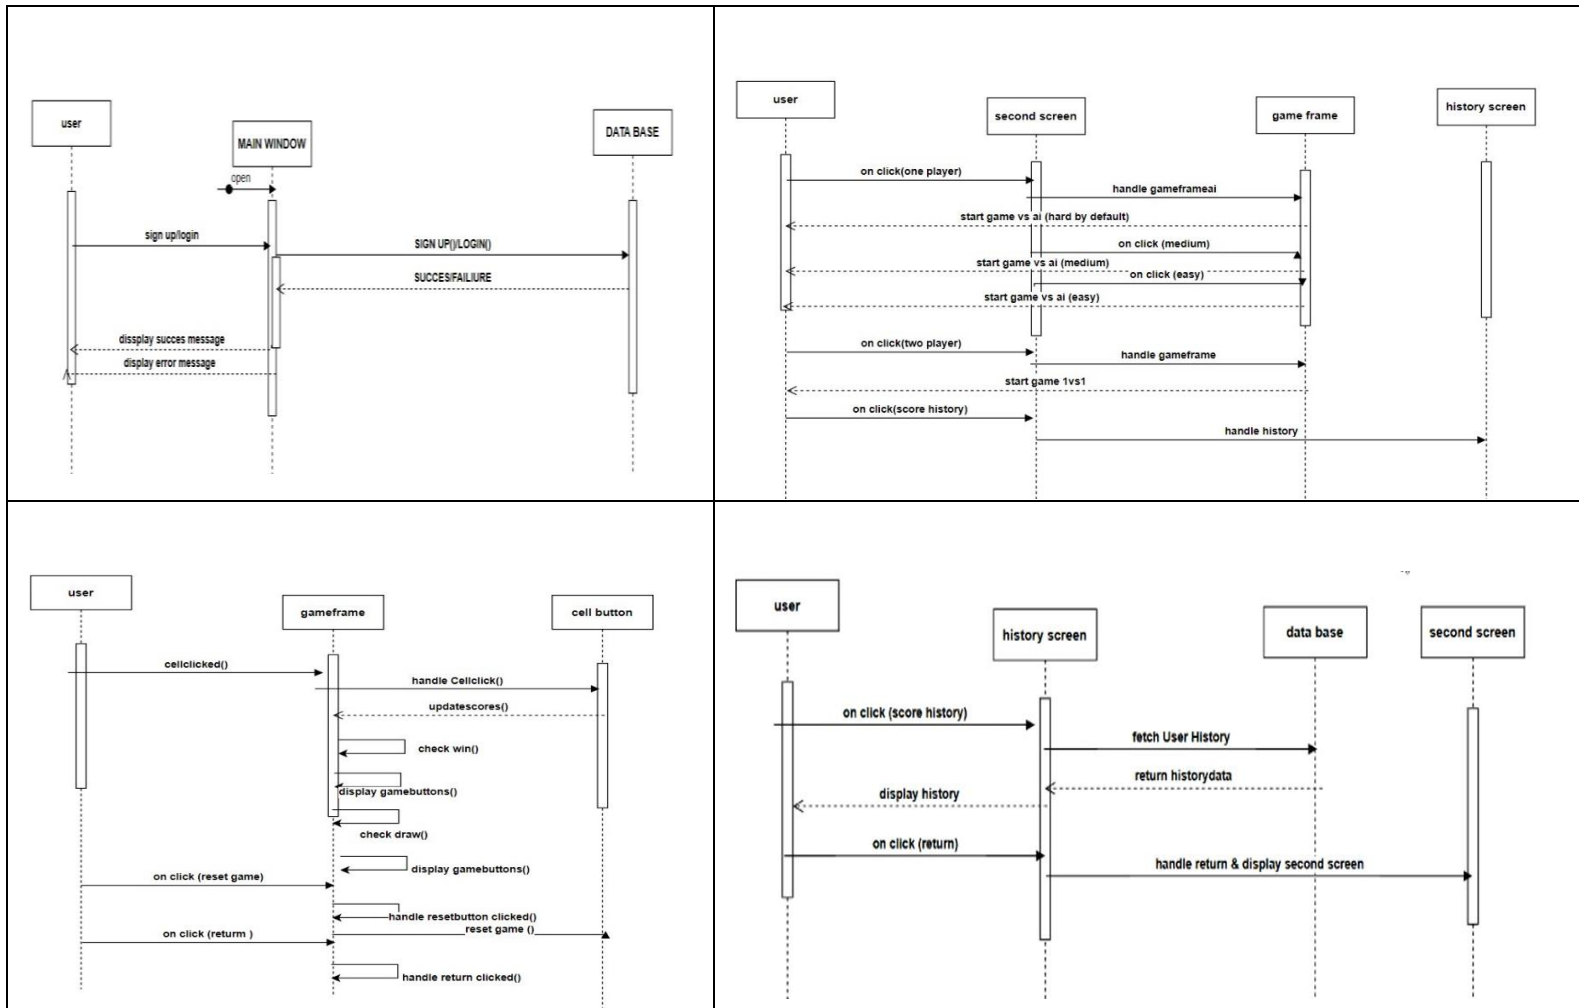 user
MAIN WINDOW
DATA BASE
open
sign up/login
SIGN UP()/LOGIN()
SUCCES/FAILIURE
dissplay succes message
display error message
user
second screen
game frame
history screen
on click(one player)
handle gameframeai
start game vs ai (hard by default)
on click (medium)
start game vs ai (medium)
on click (easy)
start game vs ai (easy)
on click(two player)
handle gameframe
start game 1vs1
on click(score history)
handle history
user
gameframe
cell button
cellclicked()
handle Cellclick()
updatescores()
check win()
display gamebuttons()
check draw()
display gamebuttons()
on click (reset game)
handle resetbutton clicked()
reset game ()
on click (returm )
handle return clicked()
user
history screen
data base
second screen
on click (score history)
fetch User History
return historydata
display history
on click (return)
handle return & display second screen